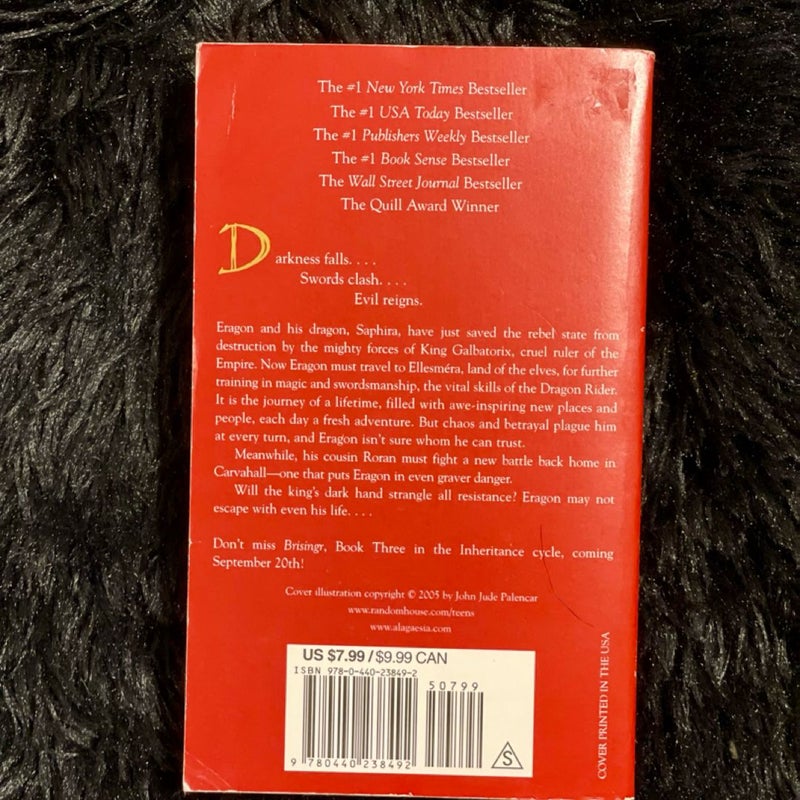 The #1 New York Times Bestseller
The #1 USA Today Bestseller
The #1 Publishers Weekly Bestseller
The #1 Book Sense Bestseller
The Wall Street Journal Bestseller
The Quill Award Winner
Darkness falls. . . .
Swords clash. . . .
Evil reigns.
Eragon and his dragon, Saphira, have just saved the rebel state from
destruction by the mighty forces of King Galbatorix, cruel ruler of the
Empire. Now Eragon must travel to Ellesméra, land of the elves, for further
training in magic and swordsmanship, the vital skills of the Dragon Rider.
It is the journey of a lifetime, filled with awe-inspiring new places and
people, each day a fresh adventure. But chaos and betrayal plague him
at every turn, and Eragon isn't sure whom he can trust.
Meanwhile, his cousin Roran must fight a new battle back home in
Carvahall—one that puts Eragon in even graver danger.
Will the king's dark hand strangle all resistance? Eragon may not
escape with even his life. . . .
Don't miss Brisingr, Book Three in the Inheritance cycle, coming
September 20th!
Cover illustration copyright © 2005 by John Jude Palencar
www.randomhouse.com/teens
www.alagaesia.com
US $7.99 / $9.99 CAN
ISBN 978-0-440-23849-2
50799
9 780440 238492
S
COVER PRINTED IN THE USA